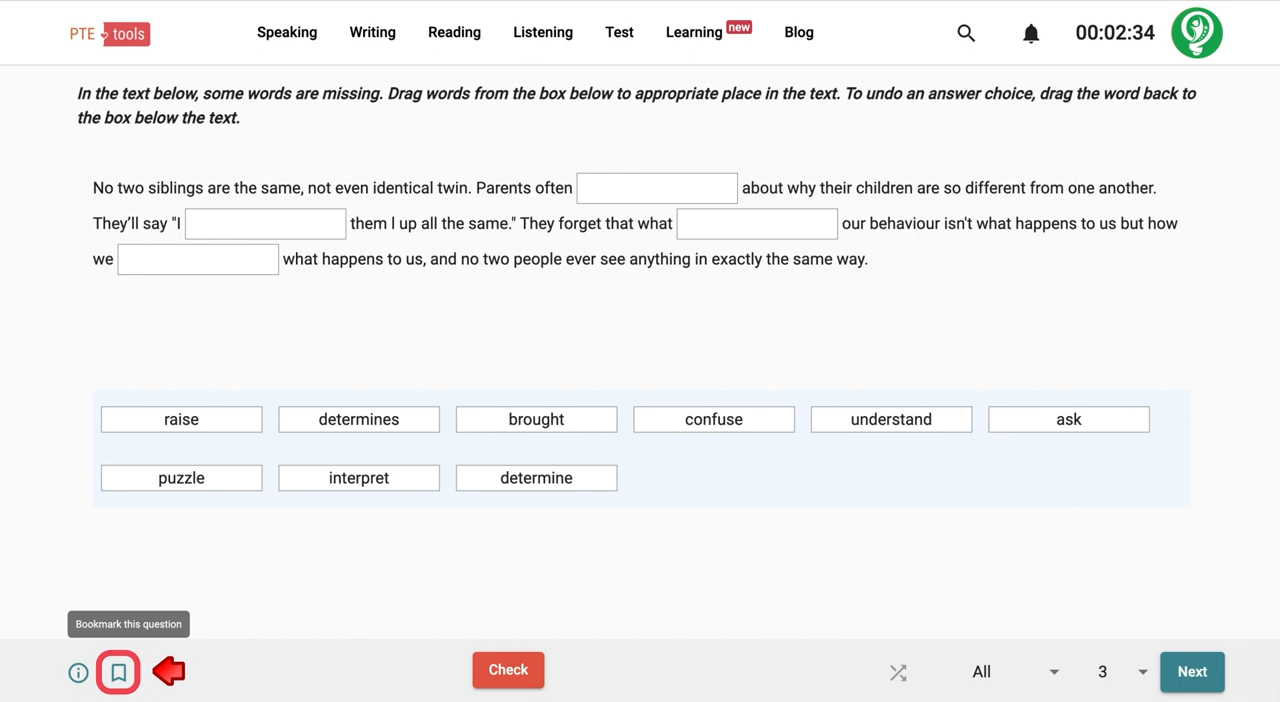 PTE tools Speaking Writing Reading Listening Test Learning new Blog 00:02:34
In the text below, some words are missing. Drag words from the box below to appropriate place in the text. To undo an answer choice, drag the word back to
the box below the text.
No two siblings are the same, not even identical twin. Parents often about why their children are so different from one another.
They’ll say "I them l up all the same." They forget that what our behaviour isn't what happens to us but how
we what happens to us, and no two people ever see anything in exactly the same way.
raise determines brought confuse understand ask
puzzle interpret determine
Bookmark this question
Check All 3 Next